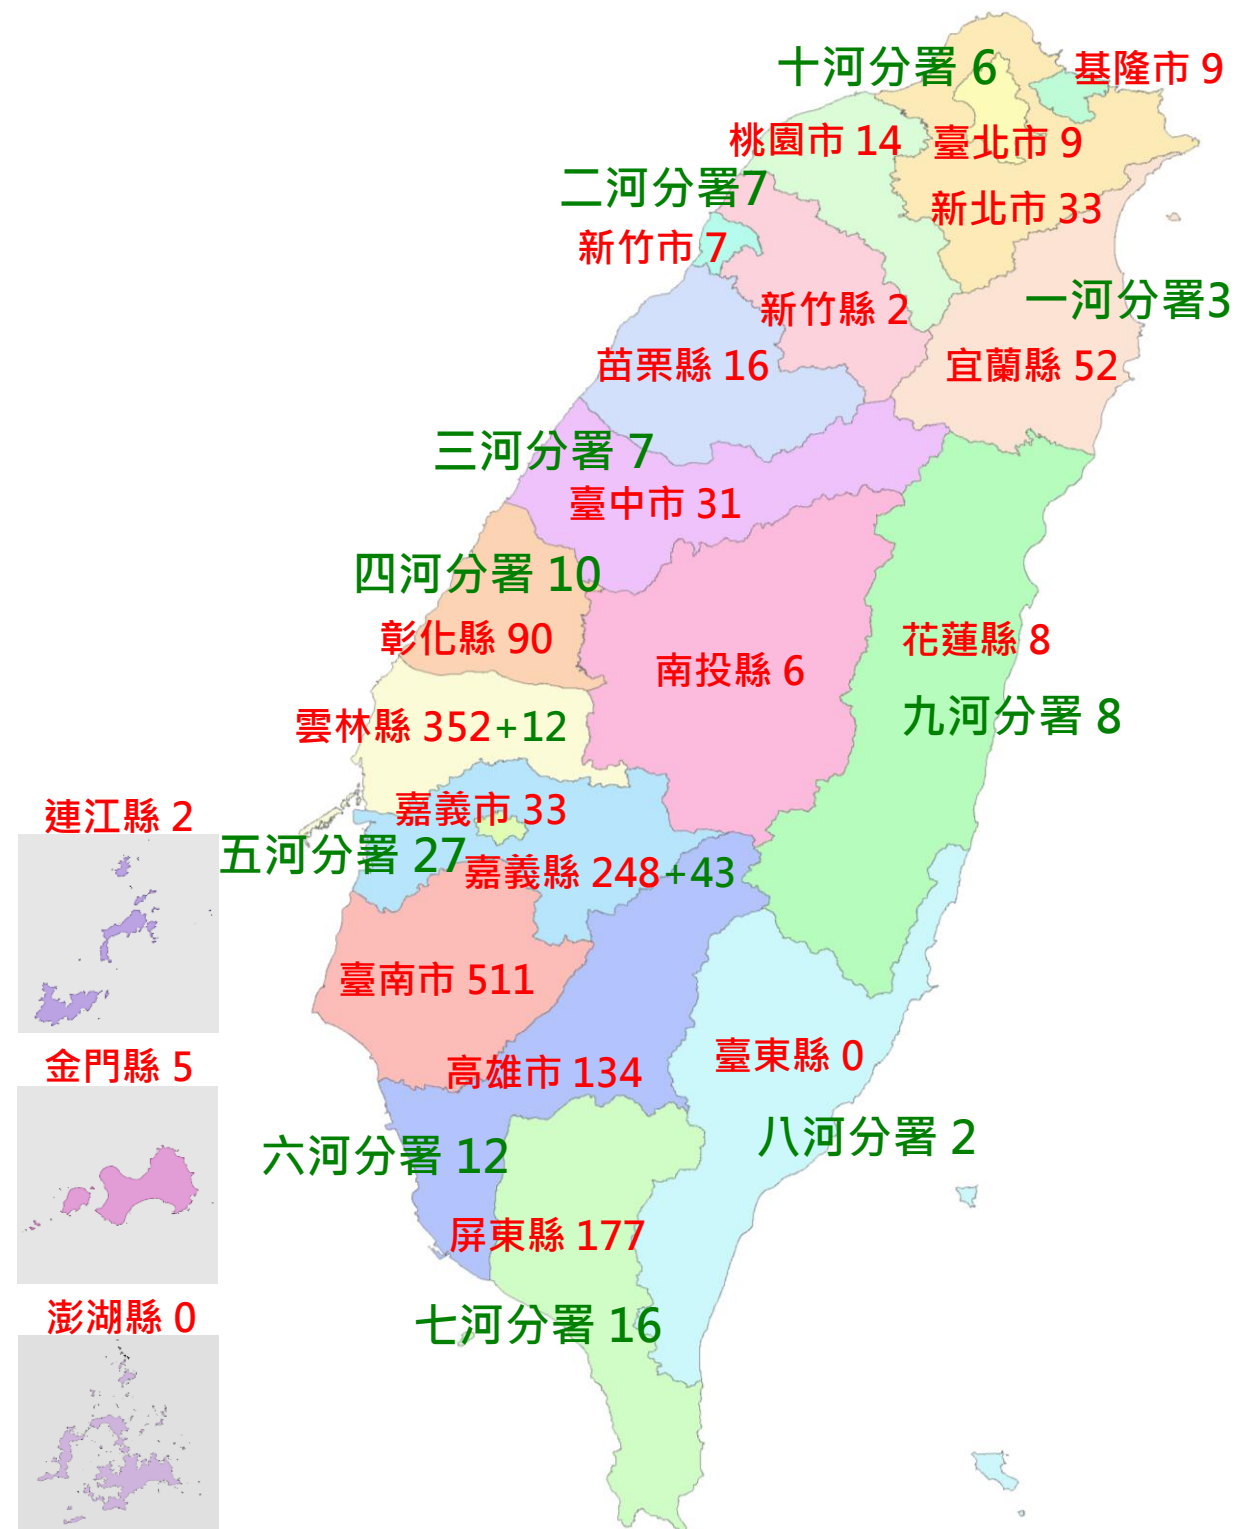 十河分署 6
基隆市 9
桃園市 14
臺北市 9
二河分署7
新北市 33
新竹市 7
一河分署3
新竹縣 2
苗栗縣 16
宜蘭縣 52
三河分署 7
臺中市 31
四河分署 10
彰化縣 90
花蓮縣 8
南投縣 6
九河分署 8
雲林縣 352+12
嘉義市 33
連江縣 2
五河分署 27
嘉義縣 248+43
臺南市 511
臺東縣 0
金門縣 5
高雄市 134
八河分署 2
六河分署 12
屏東縣 177
澎湖縣 0
七河分署 16